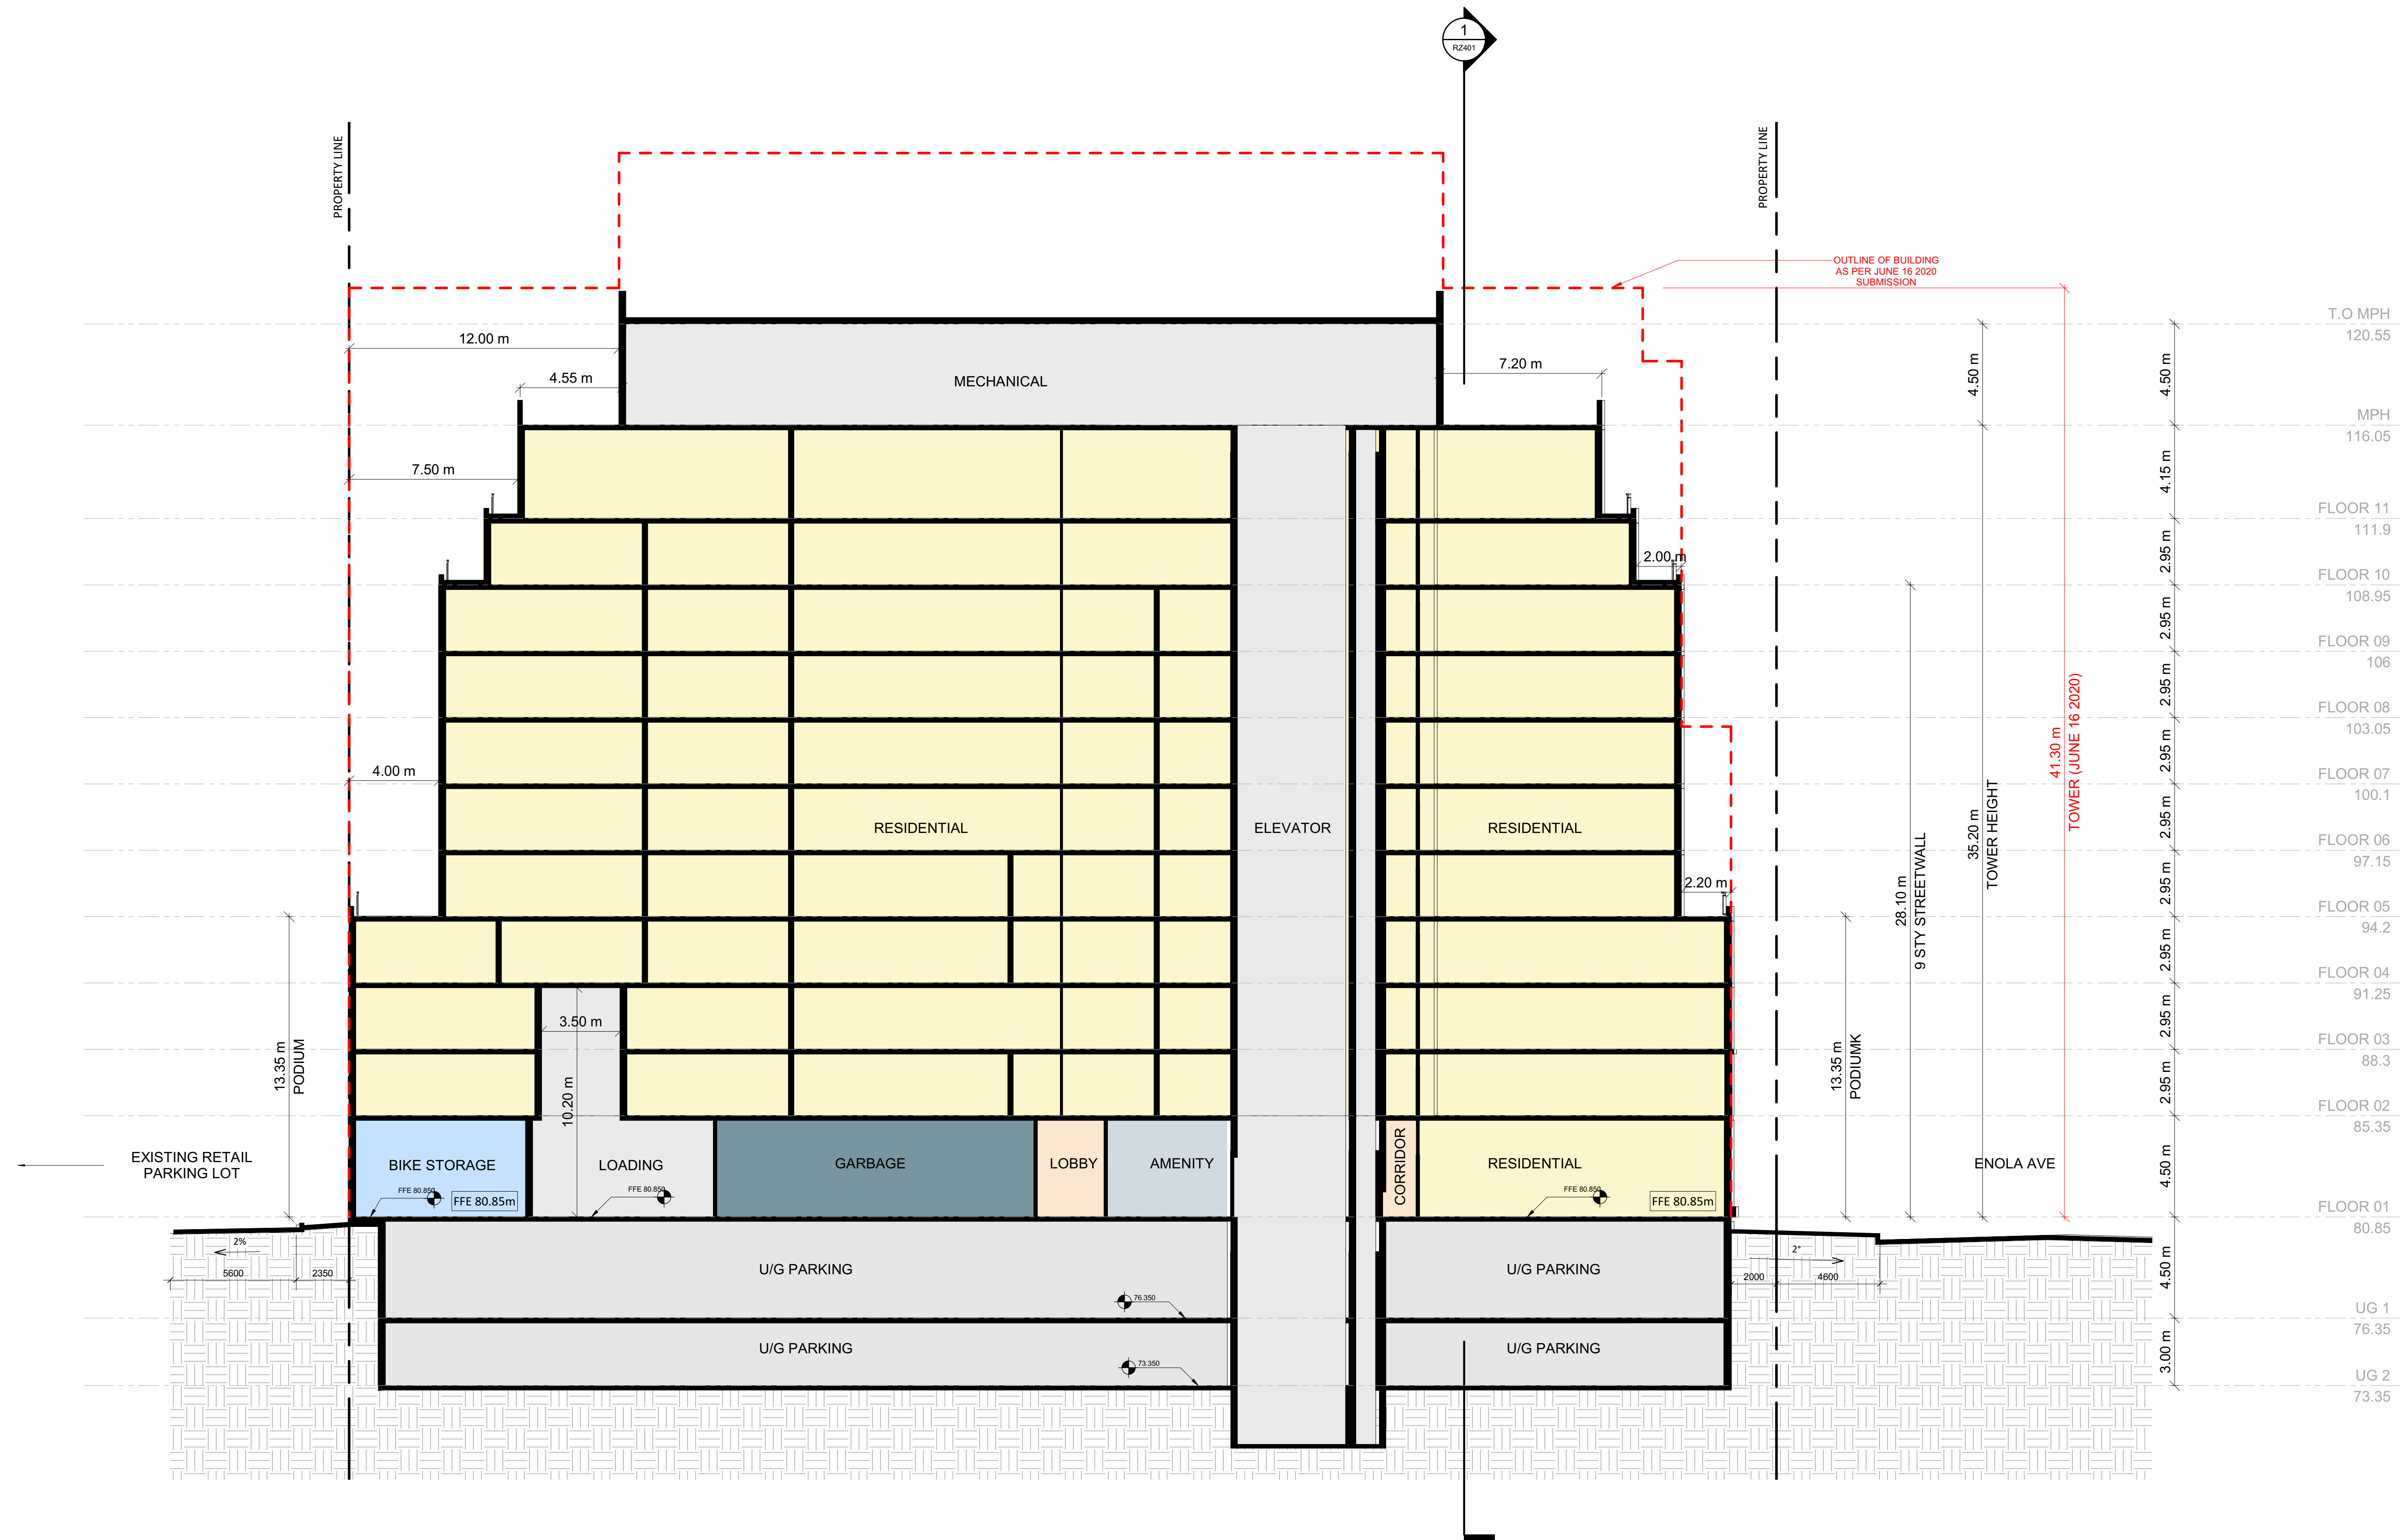 1
RZ401
PROPERTY LINE
PROPERTY LINE
OUTLINE OF BUILDING
AS PER JUNE 16 2020
SUBMISSION
T.O MPH
120.55
12.00 m
4.55 m
MECHANICAL
7.20 m
4.50 m
4.50 m
MPH
116.05
7.50 m
4.15 m
FLOOR 11
111.9
2.00 m
2.95 m
FLOOR 10
108.95
2.95 m
FLOOR 09
106
2.95 m
FLOOR 08
103.05
4.00 m
41.30 m
TOWER (JUNE 16 2020)
2.95 m
FLOOR 07
100.1
RESIDENTIAL
ELEVATOR
RESIDENTIAL
35.20 m
TOWER HEIGHT
2.95 m
FLOOR 06
97.15
2.20 m
28.10 m
9 STY STREETWALL
2.95 m
FLOOR 05
94.2
2.95 m
FLOOR 04
91.25
3.50 m
2.95 m
FLOOR 03
88.3
13.35 m
PODIUM
10.20 m
13.35 m
PODIUMK
2.95 m
FLOOR 02
85.35
EXISTING RETAIL
PARKING LOT
BIKE STORAGE
LOADING
GARBAGE
LOBBY
AMENITY
CORRIDOR
RESIDENTIAL
ENOLA AVE
FFE 80.850
FFE 80.85m
FFE 80.850
FFE 80.850
FFE 80.85m
4.50 m
FLOOR 01
80.85
2%
5600
2350
U/G PARKING
U/G PARKING
2°
2000
4600
76.350
4.50 m
UG 1
76.35
U/G PARKING
U/G PARKING
73.350
3.00 m
UG 2
73.35